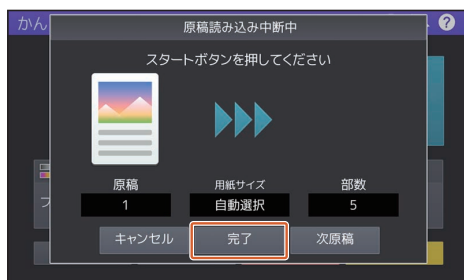 かん
?
原稿読み込み中断中
スタートボタンを押してください
原稿
用紙サイズ
部数
1
自動選択
5
フ
キャンセル
完了
次原稿